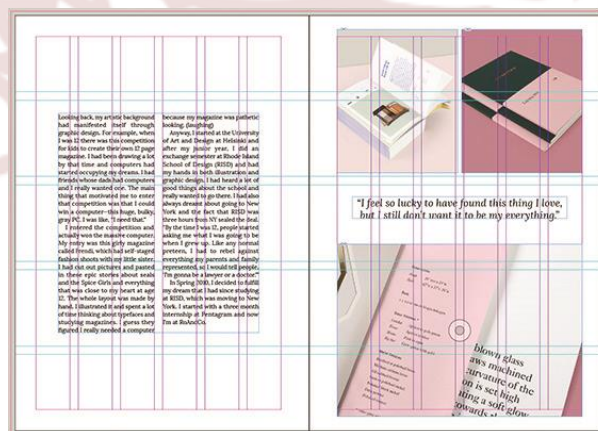 Looking back, my artistic background
had manifested itself through
graphic design. For example, when
I was 12 there was this competition
for kids to create their own 12 page
magazine. I had been drawing a lot
by that time and computers had
started occupying my dreams. I had
friends whose dads had computers
and I really wanted one. The main
thing that motivated me to enter
that competition was that I could
win a computer–this huge, bulky,
gray PC. I was like, "I need that."
I entered the competition and
actually won the massive computer.
My entry was this girly magazine
called Trendi, which had self-staged
fashion shoots with my little sister.
I had cut out pictures and pasted
in these epic stories about seals
and the Spice Girls and everything
that was close to my heart at age
12. The whole layout was made by
hand. I illustrated it and spent a lot
of time thinking about typefaces and
studying magazines. I guess they
figured I really needed a computer
because my magazine was pathetic
looking. (laughing)
Anyway, I started at the University
of Art and Design at Helsinki and
after my junior year, I did an
exchange semester at Rhode Island
School of Design (RISD) and had
my hands in both illustration and
graphic design. I had heard a lot of
good things about the school and
really wanted to go there. I had also
always dreamt about going to New
York and the fact that RISD was
three hours from NY sealed the deal.
"By the time I was 12, people started
asking me what I was going to be
when I grew up. Like any normal
preteen, I had to rebel against
everything my parents and family
represented, so I would tell people,
'I'm gonna be a lawyer or a doctor!'"
In Spring 2010, I decided to fulfill
my dream that I had since studying
at RISD, which was moving to New
York. I started with a three month
internship at Pentagram and now
I'm at RoAndCo.
"I feel so lucky to have found this thing I love,
but I still don't want it to be my everything."
blown glass
aws machined
curvature of the
on is set high
ting a soft glow
towards th